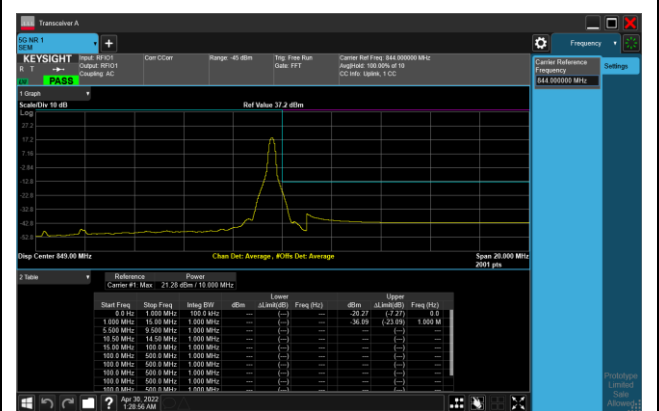 Transceiver A
5G NR 1
SEM
Frequency
KEYSIGHT
R T
PASS
Input: RFIO1
Output: RFIO1
Coupling: AC
Corr CCorr
Range: -45 dBm
Trig: Free Run
Gate: FFT
Carrier Ref Freq: 844.000000 MHz
Avg|Hold: 100.00% of 10
CC Info: Uplink, 1 CC
Carrier Reference
Frequency
844.000000 MHz
Settings
1 Graph
Scale/Div 10 dB
Ref Value 37.2 dBm
Log
27.2
17.2
7.16
-2.84
-12.8
-22.8
-32.8
-42.8
-52.8
Disp Center 849.00 MHz
Chan Det: Average, #Offs Det: Average
Span 20.000 MHz
2001 pts
2 Table
Reference Power
Carrier #1 Max 21.28 dBm / 10.000 MHz
Lower Upper
Start Freq Stop Freq Integ BW dBm ΔLimit(dB) Freq (Hz) dBm ΔLimit(dB) Freq (Hz)
0.0 Hz 1.000 MHz 100.0 kHz --- (---) --- -20.27 (-7.27) 0.0
1.000 MHz 15.00 MHz 1.000 MHz --- (---) --- -36.09 (-23.09) 1.000 M
5.500 MHz 9.500 MHz 1.000 MHz --- (---) --- --- (---) ---
10.50 MHz 14.50 MHz 1.000 MHz --- (---) --- --- (---) ---
15.00 MHz 100.0 MHz 1.000 MHz --- (---) --- --- (---) ---
100.0 MHz 500.0 MHz 1.000 MHz --- (---) --- --- (---) ---
100.0 MHz 500.0 MHz 1.000 MHz --- (---) --- --- (---) ---
100.0 MHz 500.0 MHz 1.000 MHz --- (---) --- --- (---) ---
100.0 MHz 500.0 MHz 1.000 MHz --- (---) --- --- (---) ---
Prototype
Limited
Sale
Allowed
Apr 30, 2022
1:28:56 AM